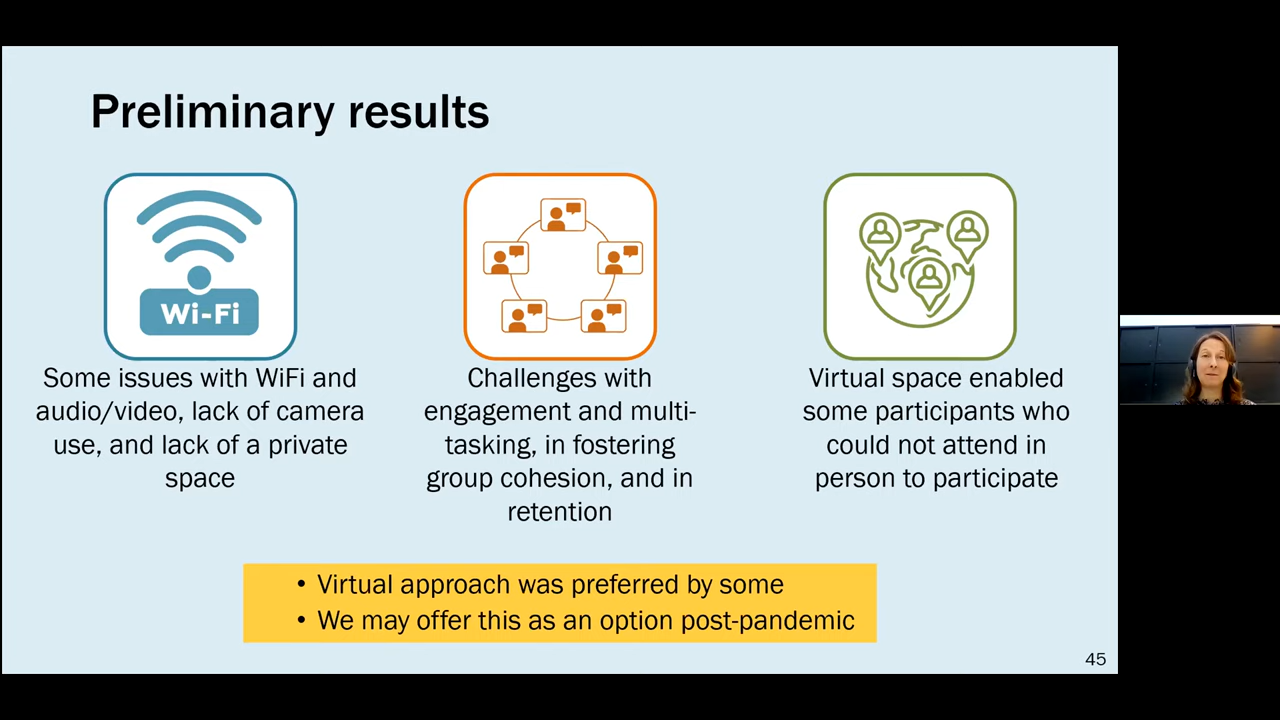 Preliminary results
Wi-Fi
Some issues with WiFi and
audio/video, lack of camera
use, and lack of a private
space
Challenges with
engagement and multi-
tasking, in fostering
group cohesion, and in
retention
Virtual space enabled
some participants who
could not attend in
person to participate
• Virtual approach was preferred by some
• We may offer this as an option post-pandemic
45